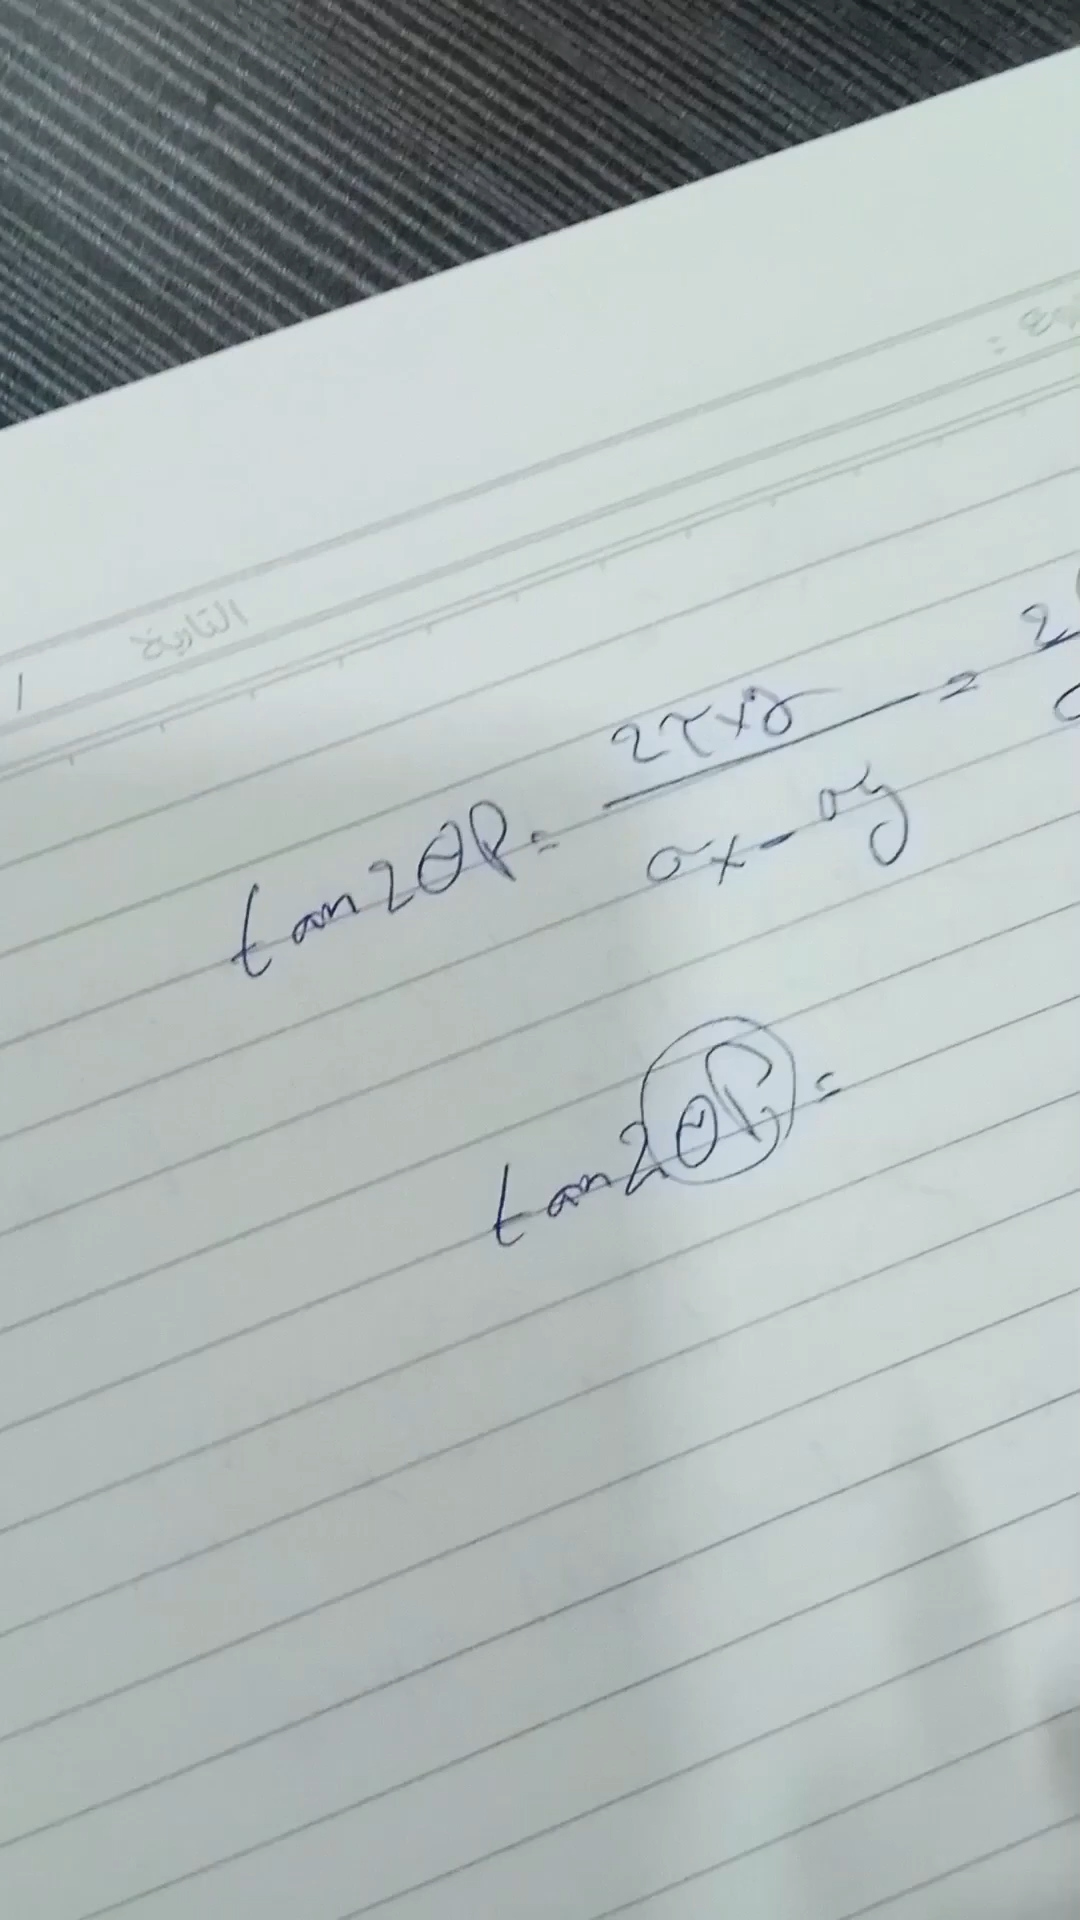 التاريخ /
tan2θP = 2τxy / σx - σy = 2
tan2θP =